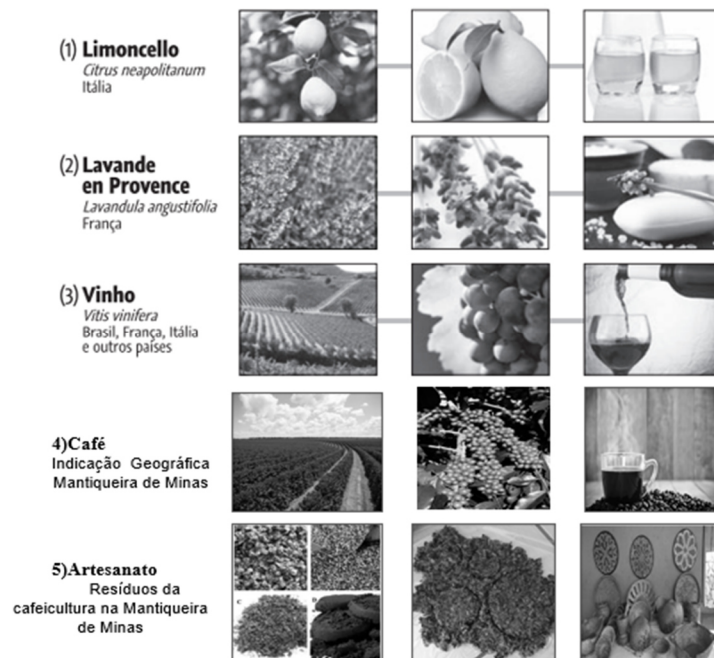 (1) Limoncello
Citrus neapolitanum
Itália
(2) Lavande
en Provence
Lavandula angustifolia
França
(3) Vinho
Vitis vinifera
Brasil, França, Itália
e outros países
4)Café
Indicação Geográfica
Mantiqueira de Minas
5)Artesanato
Resíduos da
cafeicultura na Mantiqueira
de Minas